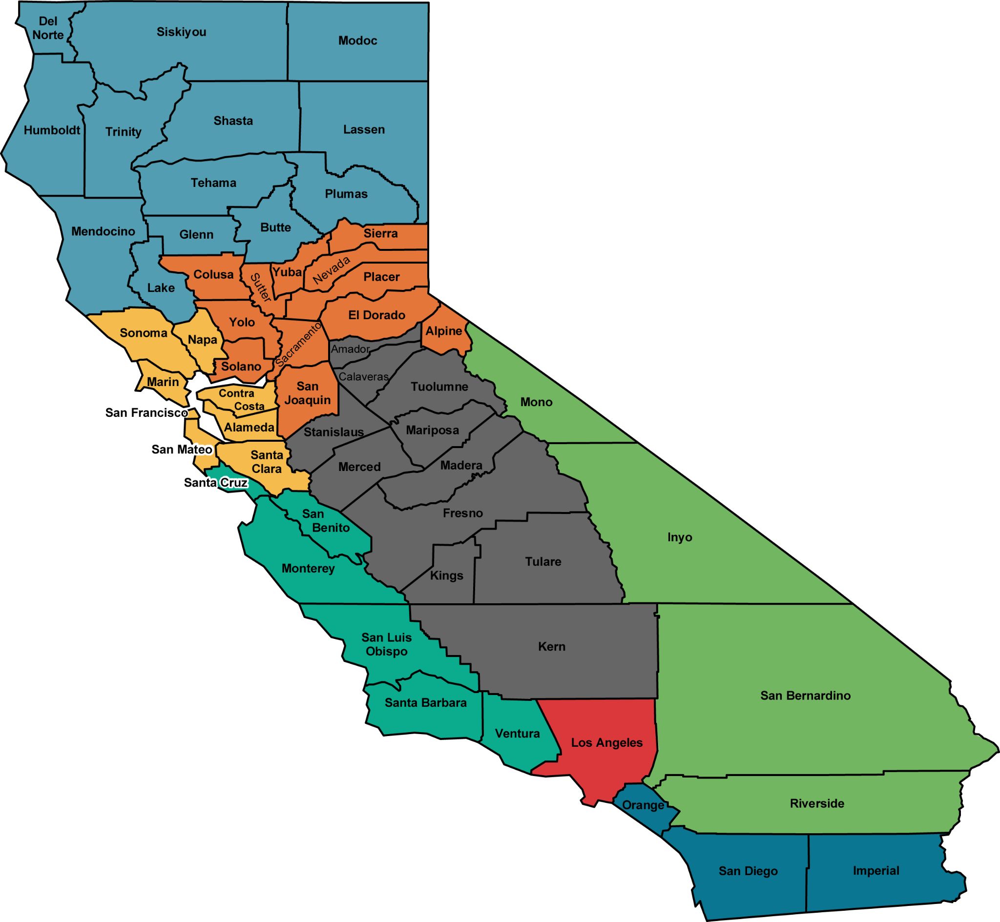 Del
Norte
Siskiyou
Modoc
Humboldt
Trinity
Shasta
Lassen
Tehama
Plumas
Mendocino
Glenn
Butte
Sierra
Colusa
Sutter
Yuba
Nevada
Placer
Lake
El Dorado
Yolo
Sonoma
Napa
Sacramento
Alpine
Amador
Solano
Calaveras
Marin
San
Joaquin
Tuolumne
Contra
Costa
Mono
San Francisco
Alameda
Stanislaus
Mariposa
San Mateo
Santa
Clara
Merced
Madera
Santa Cruz
Fresno
San
Benito
Inyo
Monterey
Kings
Tulare
San Luis
Obispo
Kern
Santa Barbara
San Bernardino
Ventura
Los Angeles
Orange
Riverside
San Diego
Imperial